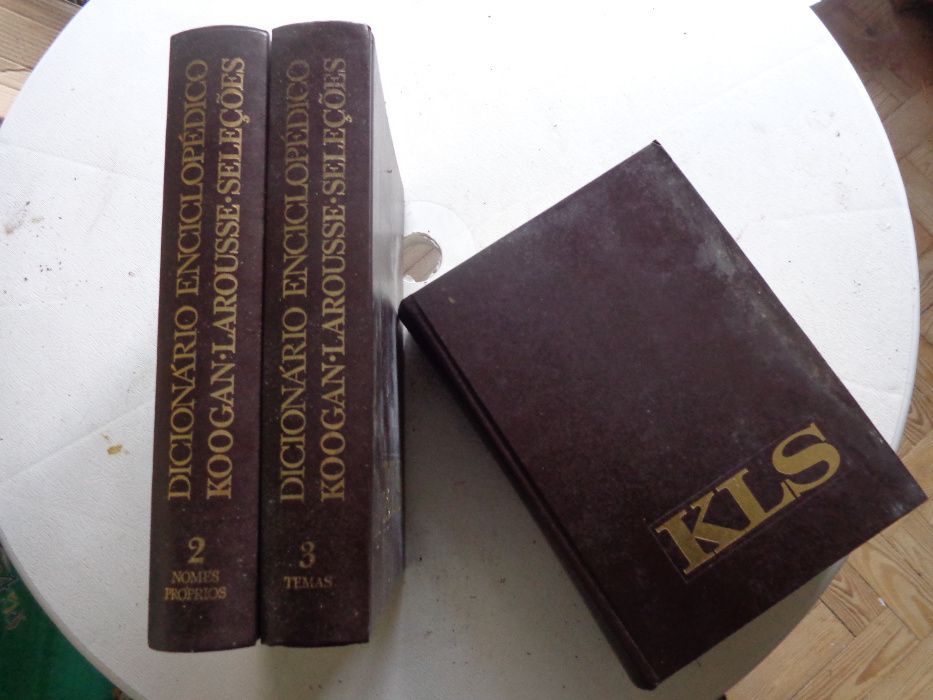 DICIONÁRIO ENCICLOPÉDICO
KOOGAN·LAROUSSE·SELEÇÕES
2
NOMES
PRÓPRIOS
DICIONÁRIO ENCICLOPÉDICO
KOOGAN·LAROUSSE·SELEÇÕES
3
TEMAS
KLS